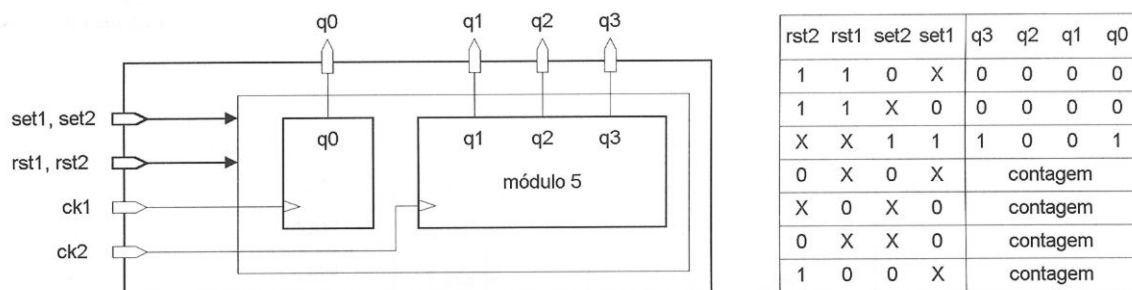 q0 q1 q2 q3
set1, set2
rst1, rst2
ck1
ck2
q0
q1 q2 q3
módulo 5
rst2 rst1 set2 set1 q3 q2 q1 q0
1 1 0 X 0 0 0 0
1 1 X 0 0 0 0 0
X X 1 1 1 0 0 1
0 X 0 X contagem
X 0 X 0 contagem
0 X X 0 contagem
1 0 0 X contagem